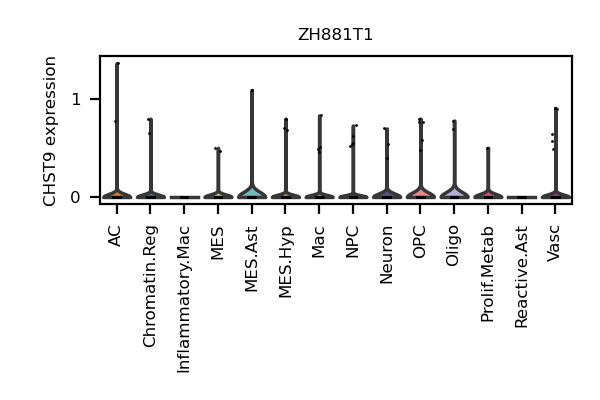 ZH881T1
CHST9 expression
1
0
AC
Chromatin.Reg
Inflammatory.Mac
MES
MES.Ast
MES.Hyp
Mac
NPC
Neuron
OPC
Oligo
Prolif.Metab
Reactive.Ast
Vasc